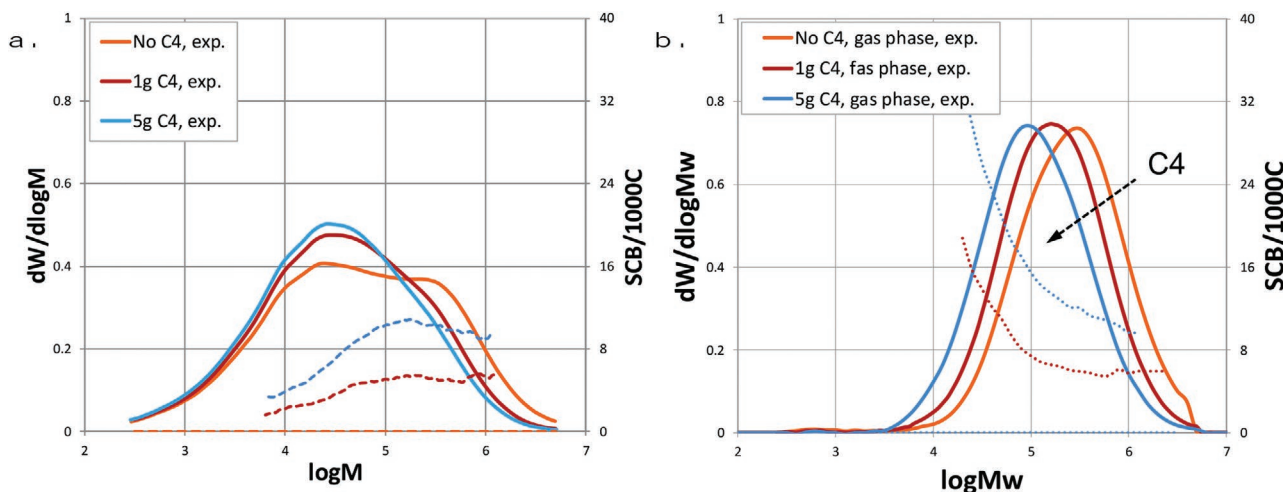 a.
1
0.8
0.6
0.4
0.2
0
dW/dlogM
No C4, exp.
1g C4, exp.
5g C4, exp.
40
32
24
16
8
0
SCB/1000C
2
3
4
5
6
7
logM
b.
1
0.8
0.6
0.4
0.2
0
dW/dlogMw
No C4, gas phase, exp.
1g C4, fas phase, exp.
5g C4, gas phase, exp.
C4
40
32
24
16
8
0
SCB/1000C
2
3
4
5
6
7
logMw